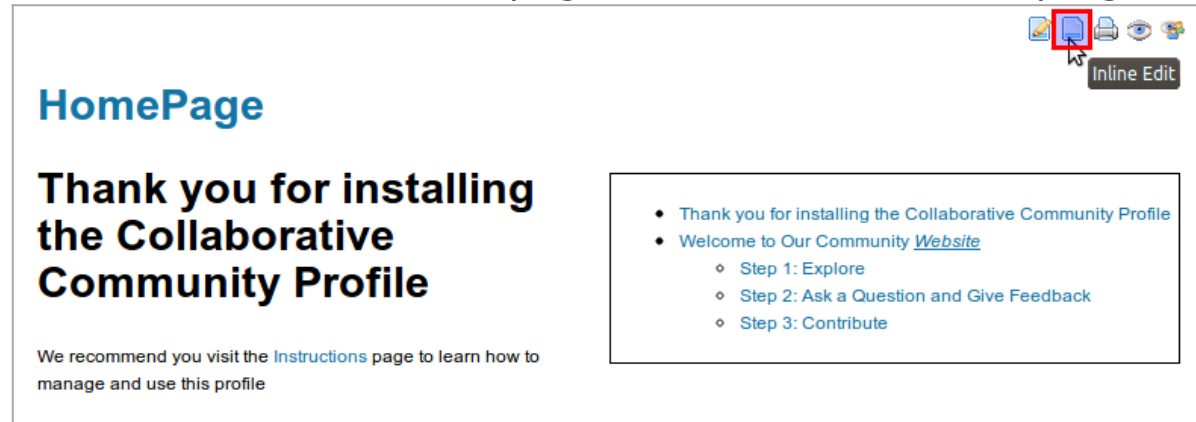 Inline Edit
HomePage
Thank you for installing
the Collaborative
Community Profile
We recommend you visit the Instructions page to learn how to
manage and use this profile
Thank you for installing the Collaborative Community Profile
Welcome to Our Community Website
Step 1: Explore
Step 2: Ask a Question and Give Feedback
Step 3: Contribute